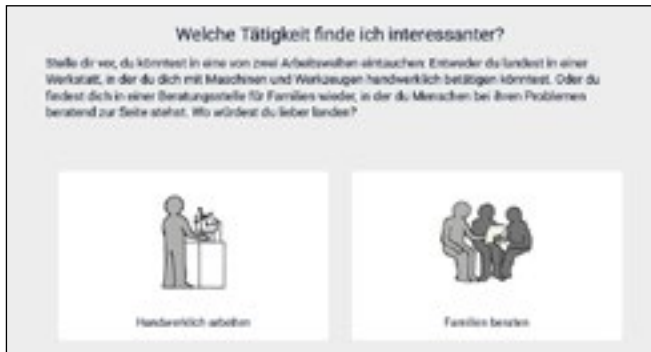 Welche Tätigkeit finde ich interessanter?
Stelle dir vor, du könntest in eine von zwei Arbeitswelten eintauchen: Entweder du landest in einer
Werkstatt, in der du dich mit Maschinen und Werkzeugen handwerklich betätigen könntest. Oder du
findest dich in einer Beratungsstelle für Familien wieder, in der du Menschen bei ihren Problemen
beratend zur Seite stehst. Wo würdest du lieber landen?
Handwerklich arbeiten
Familien beraten